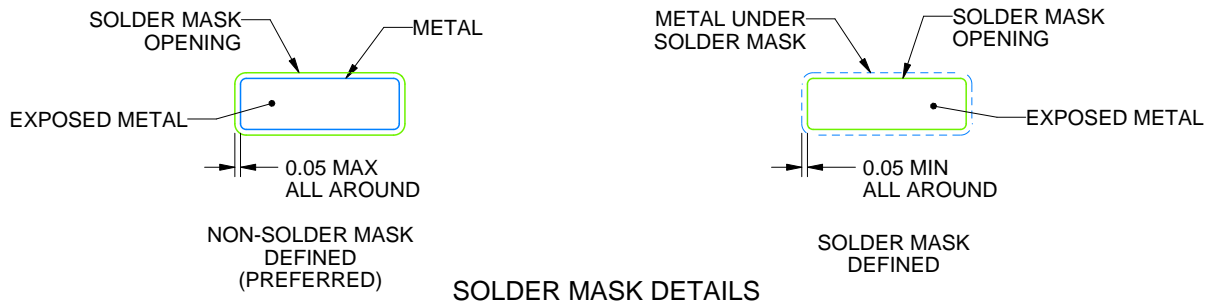 SOLDER MASK
OPENING
METAL
EXPOSED METAL
0.05 MAX
ALL AROUND
NON-SOLDER MASK
DEFINED
(PREFERRED)
METAL UNDER
SOLDER MASK
SOLDER MASK
OPENING
EXPOSED METAL
0.05 MIN
ALL AROUND
SOLDER MASK
DEFINED
SOLDER MASK DETAILS